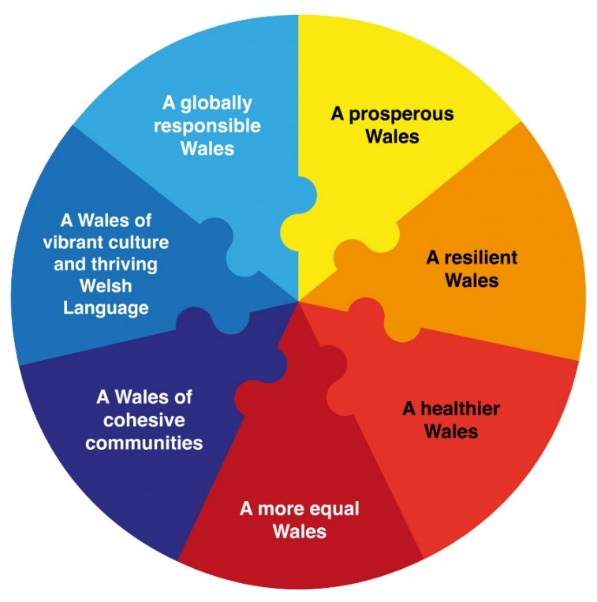 A prosperous
Wales
A resilient
Wales
A healthier
Wales
A more equal
Wales
A Wales of
cohesive
communities
A Wales of
vibrant culture
and thriving
Welsh
Language
A globally
responsible
Wales